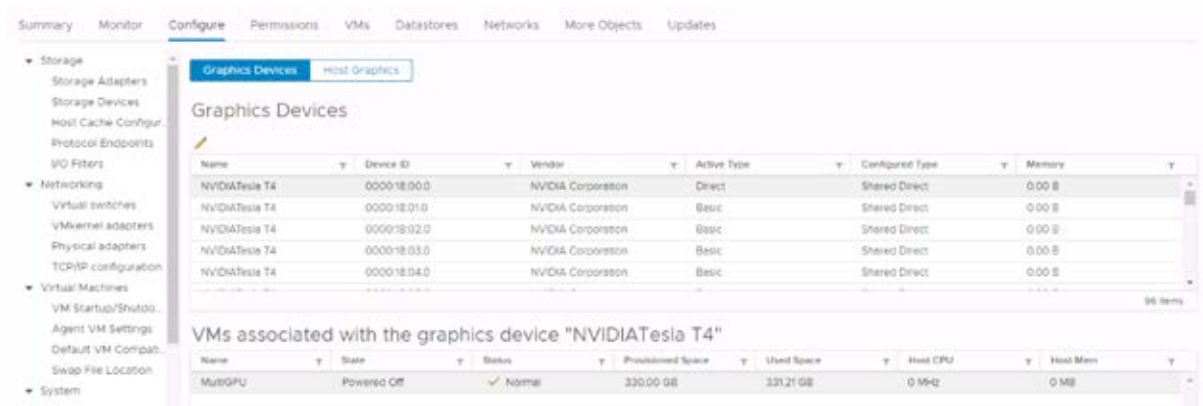 Summary Monitor Configure Permissions VMs Datastores Networks More Objects Updates
Storage
Storage Adapters
Storage Devices
Host Cache Configur...
Protocol Endpoints
I/O Filters
Networking
Virtual switches
VMkernel adapters
Physical adapters
TCP/IP configuration
Virtual Machines
VM Startup/Shutdo...
Agent VM Settings
Default VM Compati...
Swap File Location
System
Graphics Devices Host Graphics
Graphics Devices
Name Device ID Vendor Active Type Configured Type Memory
NVIDIATesla T4 0000:18:00.0 NVIDIA Corporation Direct Shared Direct 0.00 B
NVIDIATesla T4 0000:18:01.0 NVIDIA Corporation Basic Shared Direct 0.00 B
NVIDIATesla T4 0000:18:02.0 NVIDIA Corporation Basic Shared Direct 0.00 B
NVIDIATesla T4 0000:18:03.0 NVIDIA Corporation Basic Shared Direct 0.00 B
NVIDIATesla T4 0000:18:04.0 NVIDIA Corporation Basic Shared Direct 0.00 B
96 items
VMs associated with the graphics device "NVIDIATesla T4"
Name State Status Provisioned Space Used Space Host CPU Host Mem
MultiGPU Powered Off Normal 330.00 GB 331.21 GB 0 MHz 0 MB